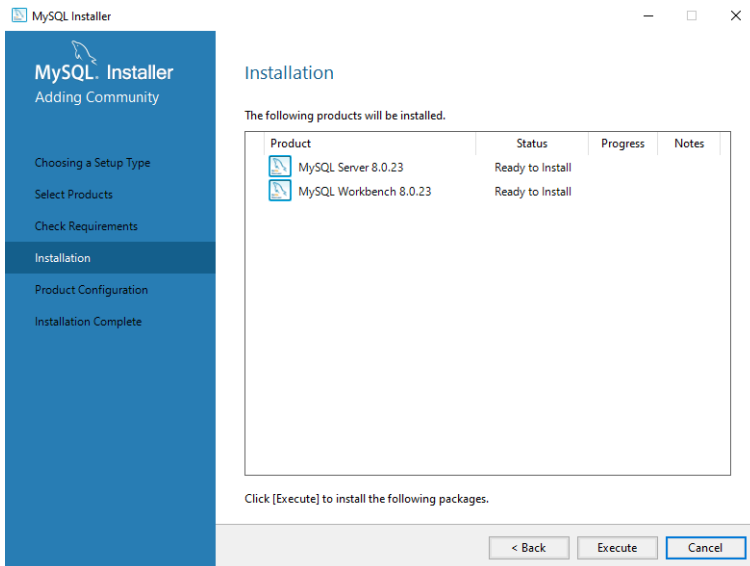 MySQL Installer
MySQL. Installer
Adding Community
Choosing a Setup Type
Select Products
Check Requirements
Installation
Product Configuration
Installation Complete
Installation
The following products will be installed.
Product Status Progress Notes
MySQL Server 8.0.23 Ready to Install
MySQL Workbench 8.0.23 Ready to Install
Click [Execute] to install the following packages.
< Back Execute Cancel